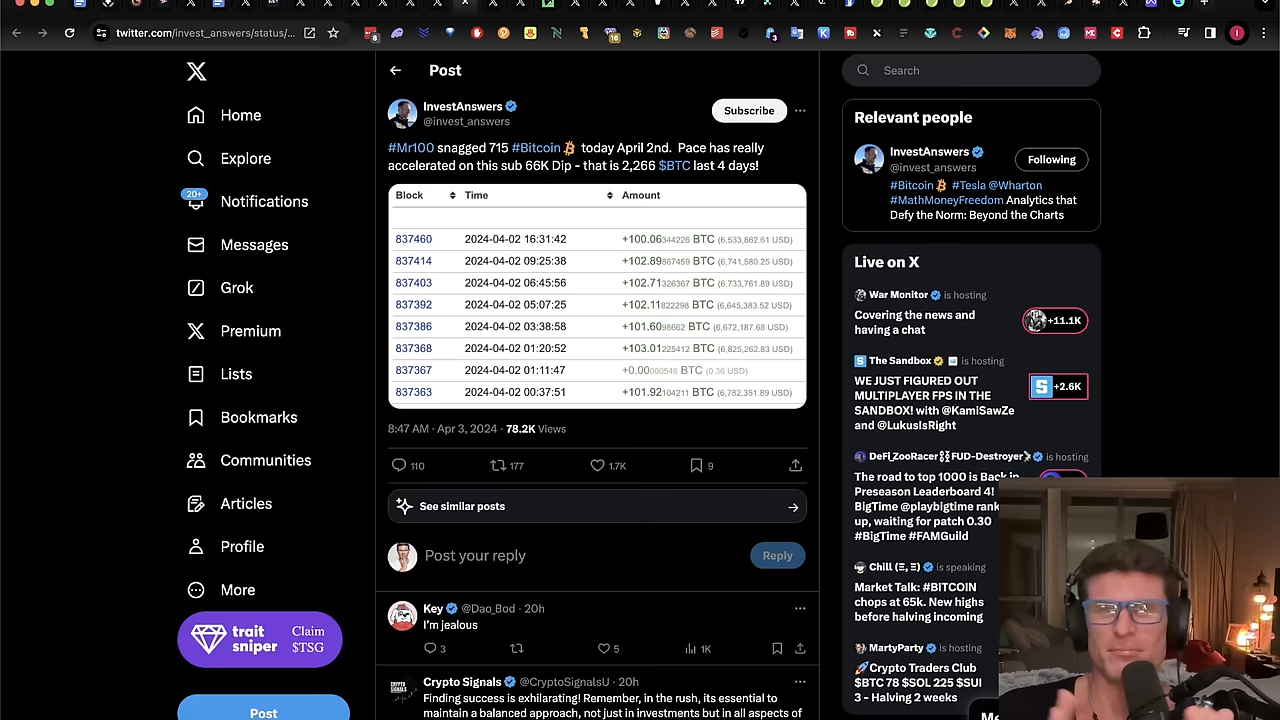 twitter.com/invest_answers/status/...
Home
Explore
20+
Notifications
Messages
Grok
Premium
Lists
Bookmarks
Communities
Articles
Profile
More
trait sniper
Claim $TSG
Post
Post
InvestAnswers
@invest_answers
Subscribe
#Mr100 snagged 715 #Bitcoin today April 2nd. Pace has really
accelerated on this sub 66K Dip - that is 2,266 $BTC last 4 days!
Block Time Amount
837460 2024-04-02 16:31:42 +100.06344226 BTC (6,533,862.61 USD)
837414 2024-04-02 09:25:38 +102.89867459 BTC (6,741,580.25 USD)
837403 2024-04-02 06:45:56 +102.71326367 BTC (6,733,761.89 USD)
837392 2024-04-02 05:07:25 +102.11822298 BTC (6,645,383.52 USD)
837386 2024-04-02 03:38:58 +101.6098662 BTC (6,672,187.68 USD)
837368 2024-04-02 01:20:52 +103.01225412 BTC (6,825,262.83 USD)
837367 2024-04-02 01:11:47 +0.00000546 BTC (0.36 USD)
837363 2024-04-02 00:37:51 +101.92104211 BTC (6,782,351.89 USD)
8:47 AM · Apr 3, 2024 · 78.2K Views
110 177 1.7K 9
See similar posts
Post your reply
Reply
Key @Dao_Bod · 20h
I'm jealous
3 5 1K
Crypto Signals @CryptoSignalsU · 20h
Finding success is exhilarating! Remember, in the rush, its essential to
maintain a balanced approach, not just in investments but in all aspects of
Search
Relevant people
InvestAnswers
@invest_answers
Following
#Bitcoin #Tesla @Wharton
#MathMoneyFreedom Analytics that
Defy the Norm: Beyond the Charts
Live on X
War Monitor is hosting
Covering the news and
having a chat
+11.1K
The Sandbox is hosting
WE JUST FIGURED OUT
MULTIPLAYER FPS IN THE
SANDBOX! with @KamiSawZe
and @LukusIsRight
+2.6K
DeFi_ZooRacer FUD-Destroyer is hosting
The road to top 1000 is Back in
Preseason Leaderboard 4!
BigTime @playbigtime rank
up, waiting for patch 0.30
#BigTime #FAMGuild
Chill (Ξ, Ξ) is speaking
Market Talk: #BITCOIN
chops at 65k. New highs
before halving incoming
MartyParty is hosting
Crypto Traders Club
$BTC 78 $SOL 225 $SUI
3 - Halving 2 weeks